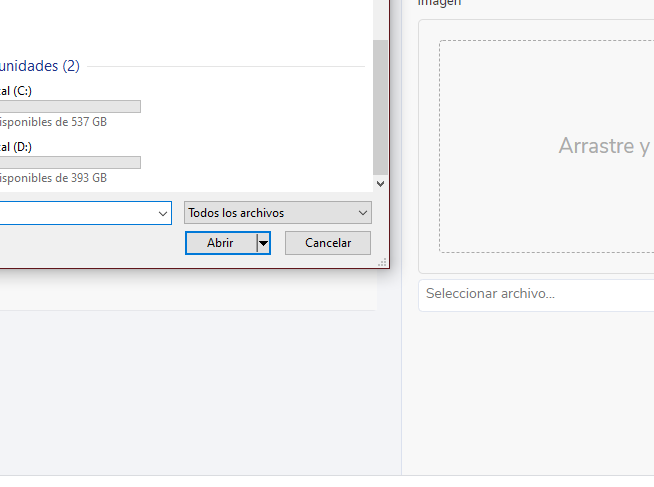 Imagen
unidades (2)
al (C:)
isponibles de 537 GB
al (D:)
isponibles de 393 GB
Todos los archivos
Abrir
Cancelar
Arrastre y
Seleccionar archivo...